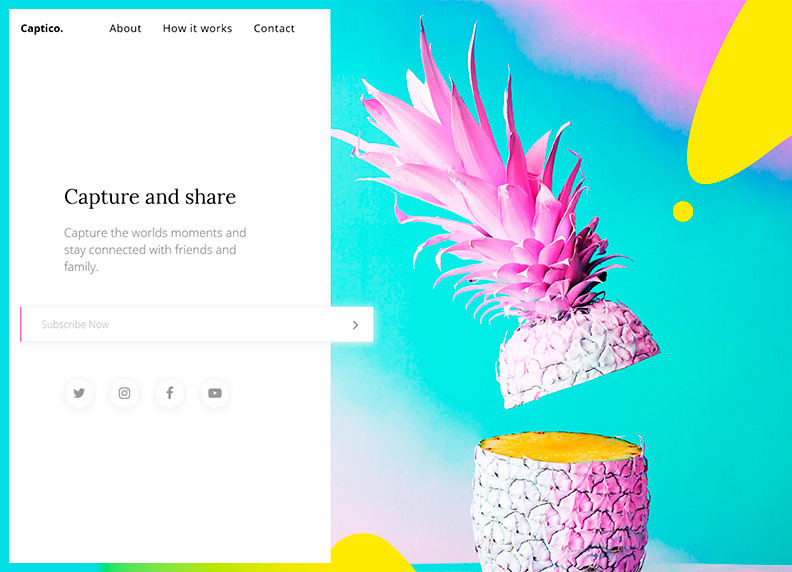 Captico. About How it works Contact
Capture and share
Capture the worlds moments and
stay connected with friends and
family.
Subscribe Now